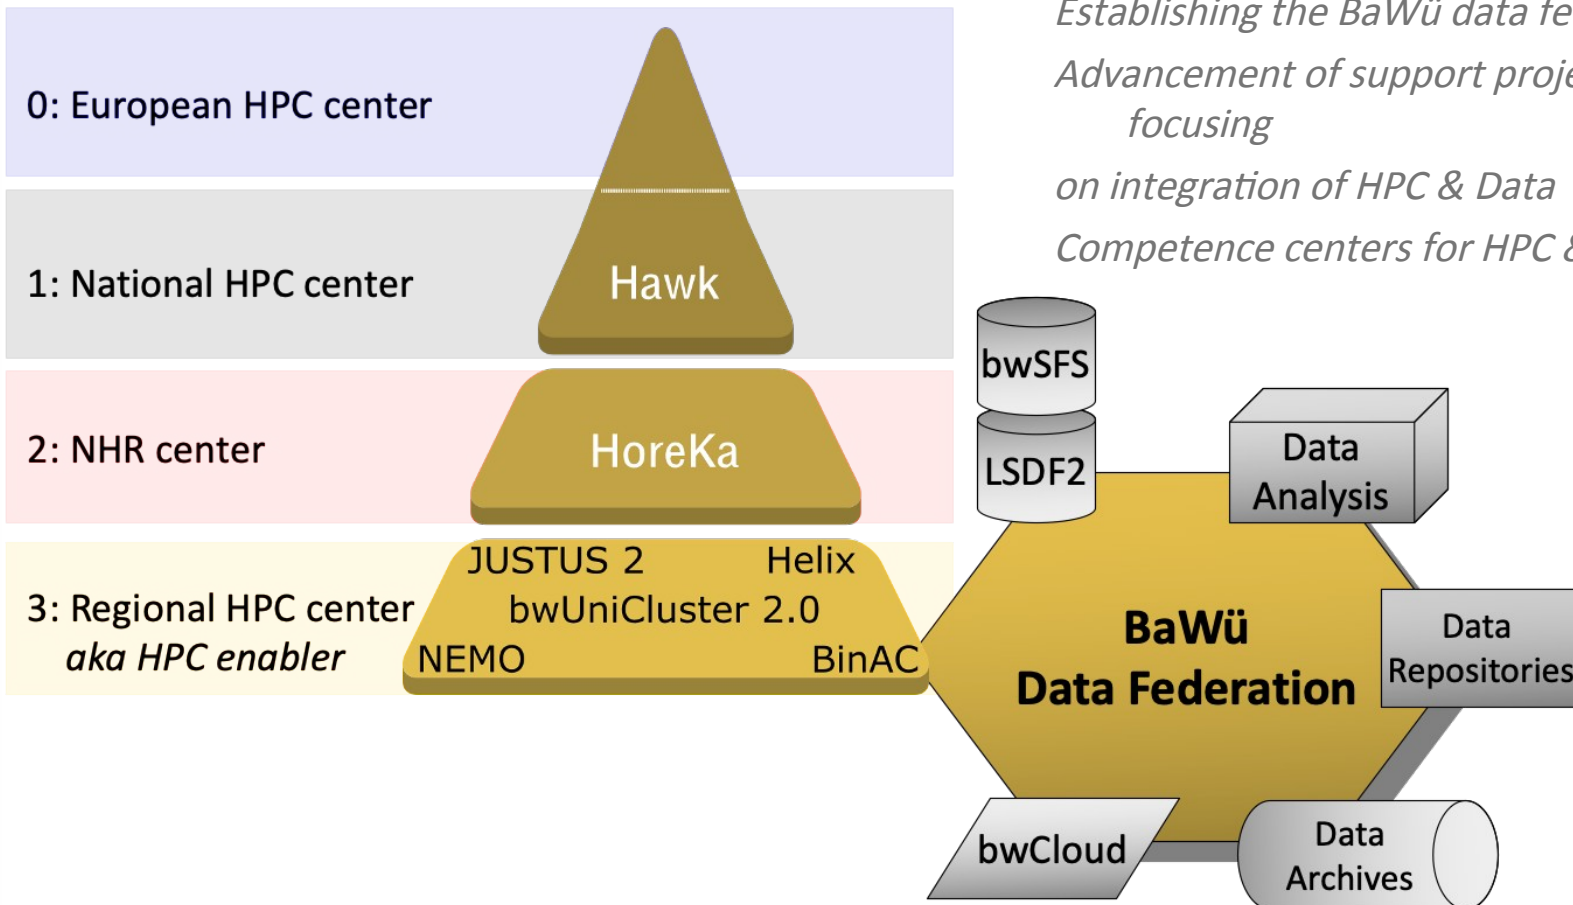 0: European HPC center
1: National HPC center
Hawk
2: NHR center
HoreKa
3: Regional HPC center
aka HPC enabler
JUSTUS 2 Helix
bwUniCluster 2.0
NEMO BinAC
Establishing the BaWü data fe
Advancement of support proje
focusing
on integration of HPC & Data
Competence centers for HPC &
bwSFS
LSDF2
Data
Analysis
BaWü
Data Federation
Data
Repositories
bwCloud
Data
Archives